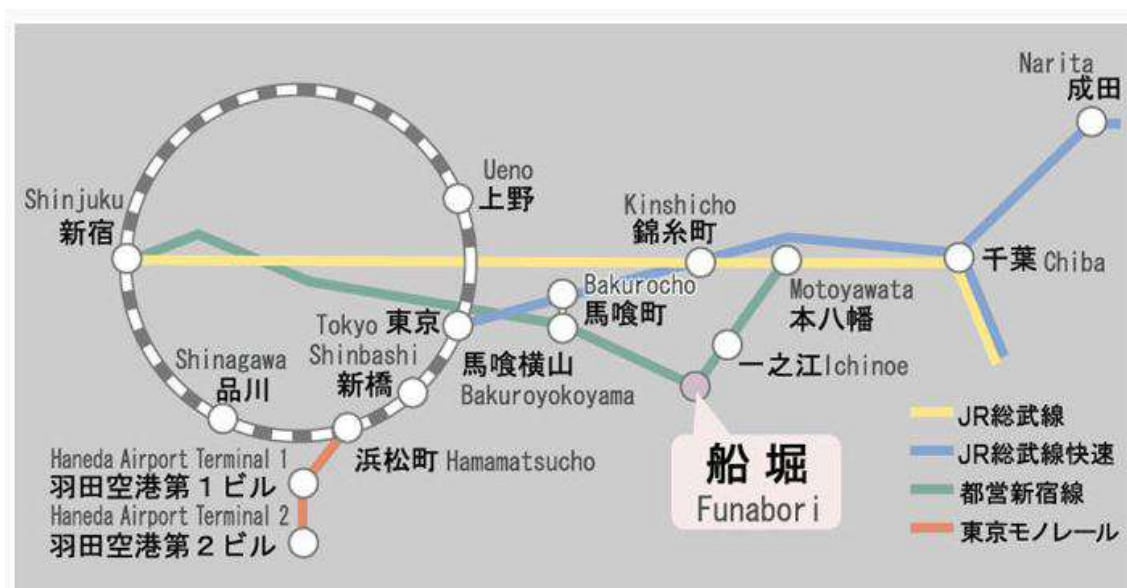 Narita
成田
Ueno
上野
Shinjuku
新宿
Kinshicho
錦糸町
千葉 Chiba
Bakurocho
馬喰町
Motoyawata
本八幡
Tokyo 東京
Shinbashi
新橋
Shinagawa
品川
馬喰横山
Bakuroyokoyama
一之江 Ichinoe
浜松町 Hamamatsucho
Haneda Airport Terminal 1
羽田空港第1ビル
Haneda Airport Terminal 2
羽田空港第2ビル
船堀
Funabori
JR総武線
JR総武線快速
都営新宿線
東京モノレール